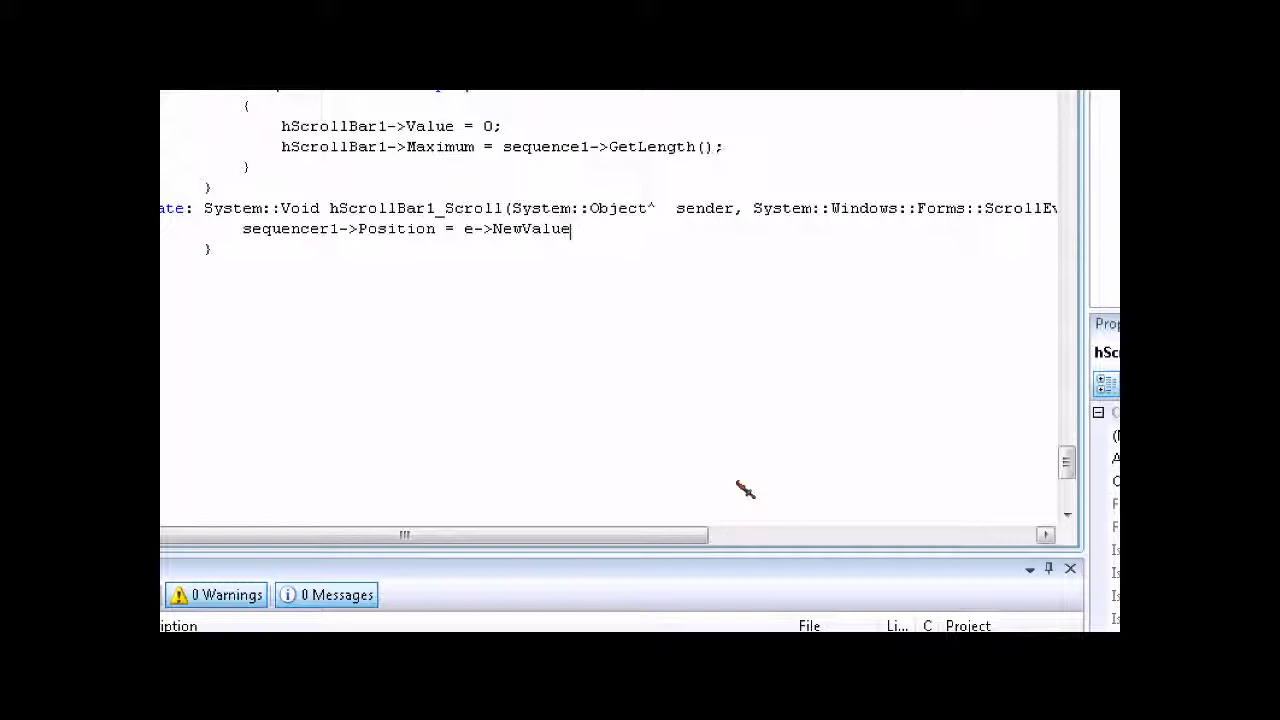 {
hScrollBar1->Value = 0;
hScrollBar1->Maximum = sequence1->GetLength();
}
}
ate: System::Void hScrollBar1_Scroll(System::Object^  sender, System::Windows::Forms::ScrollEv
sequencer1->Position = e->NewValue
}
Prop
hScr
0 Warnings
0 Messages
iption
File
Li...
C
Project